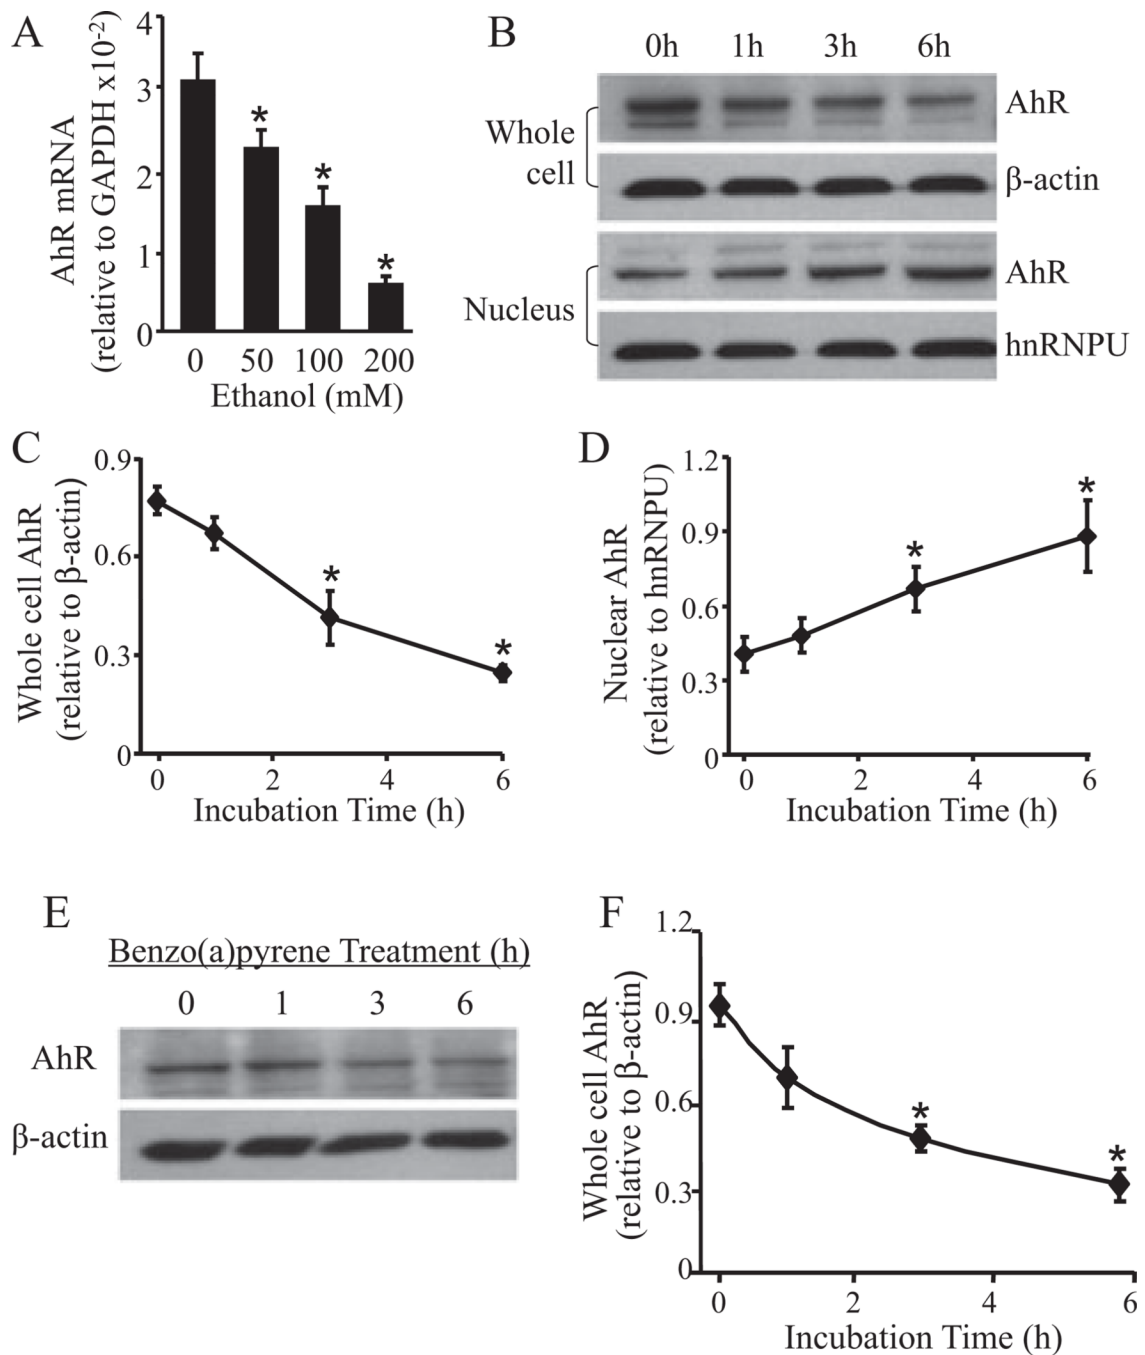 A
AhR mRNA
(relative to GAPDH x10-2)
4
3
2
1
0
0 50 100 200
Ethanol (mM)
* * *
B
0h 1h 3h 6h
Whole
cell
AhR
β-actin
Nucleus
AhR
hnRNPU
C
Whole cell AhR
(relative to β-actin)
0.9
0.6
0.3
0
* *
0 2 4 6
Incubation Time (h)
D
Nuclear AhR
(relative to hnRNPU)
1.2
0.9
0.6
0.3
0
* *
0 2 4 6
Incubation Time (h)
E
Benzo(a)pyrene Treatment (h)
0 1 3 6
AhR
β-actin
F
Whole cell AhR
(relative to β-actin)
1.2
0.9
0.6
0.3
0
* *
0 2 4 6
Incubation Time (h)